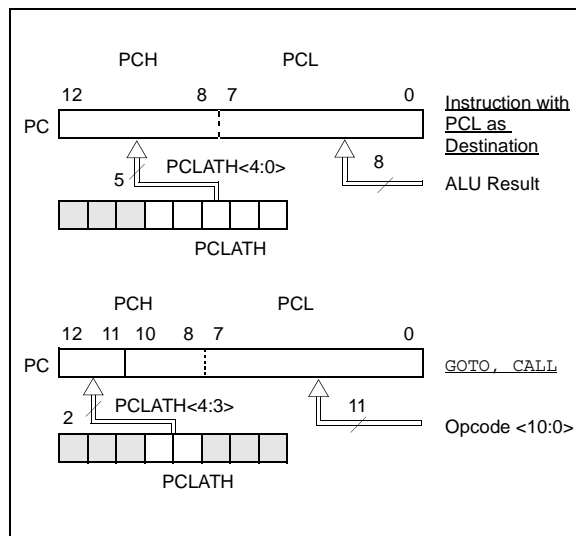 PCH PCL
12 8 7 0
PC
Instruction with
PCL as
Destination
5 PCLATH<4:0> 8
ALU Result
PCLATH
PCH PCL
12 11 10 8 7 0
PC
GOTO, CALL
2 PCLATH<4:3> 11
Opcode <10:0>
PCLATH